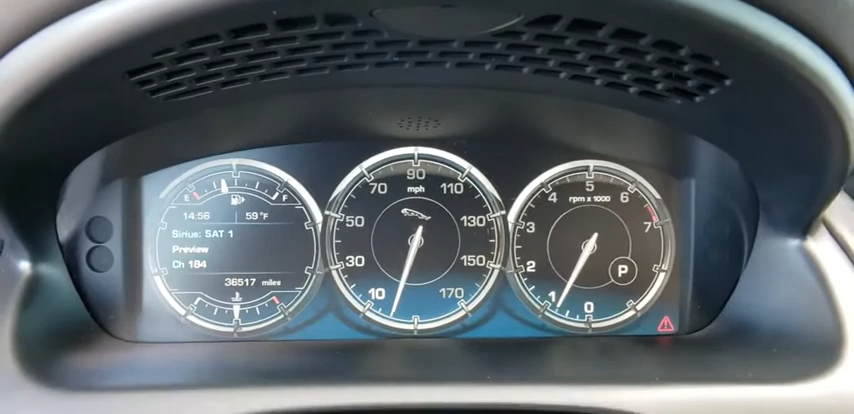 E F
14:56 59°F
Sirius: SAT 1
Preview
Ch 184
36517 miles
90
70 mph 110
50 130
30 150
10 170
5
4 rpm x 1000 6
3 7
2
P
1 0